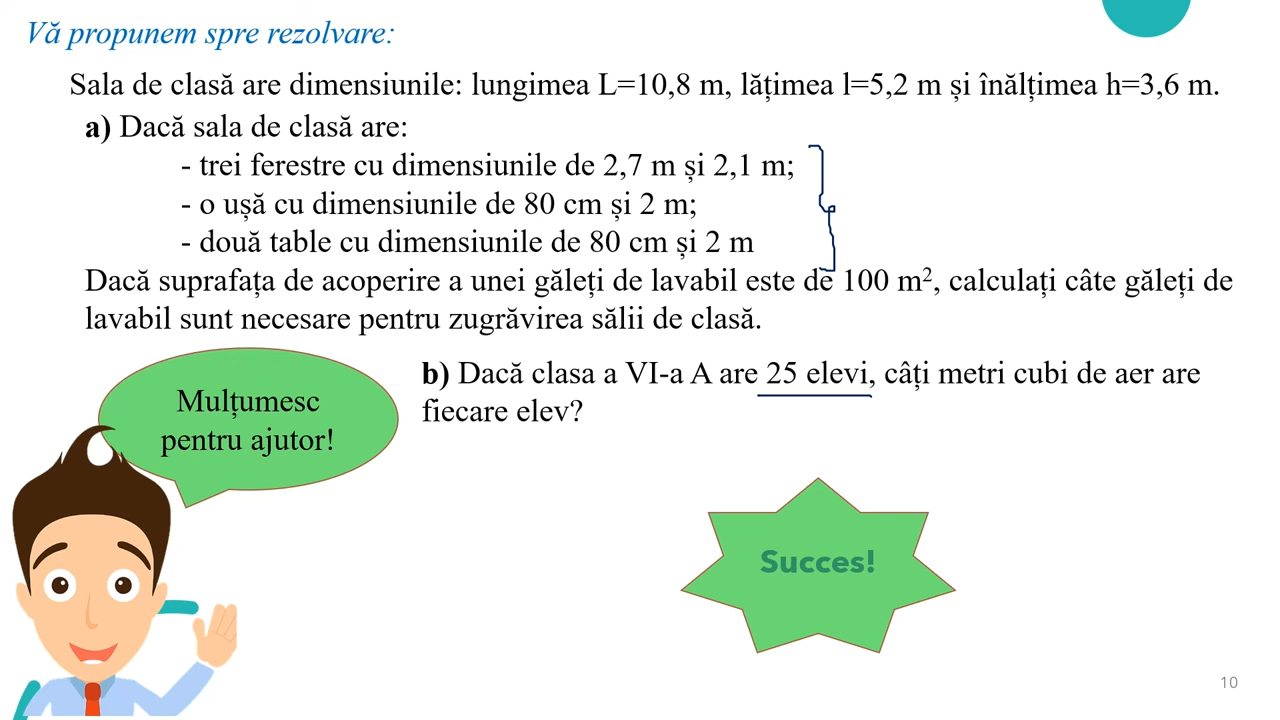 Vă propunem spre rezolvare:
Sala de clasă are dimensiunile: lungimea L=10,8 m, lățimea l=5,2 m și înălțimea h=3,6 m.
a) Dacă sala de clasă are:
- trei ferestre cu dimensiunile de 2,7 m și 2,1 m;
- o ușă cu dimensiunile de 80 cm și 2 m;
- două table cu dimensiunile de 80 cm și 2 m
Dacă suprafața de acoperire a unei găleți de lavabil este de 100 m², calculați câte găleți de
lavabil sunt necesare pentru zugrăvirea sălii de clasă.
b) Dacă clasa a VI-a A are 25 elevi, câți metri cubi de aer are
fiecare elev?
Mulțumesc
pentru ajutor!
Succes!
10